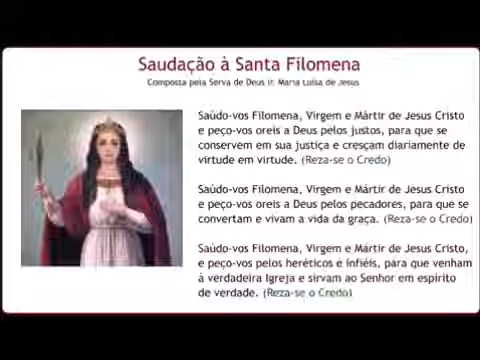 Saudação à Santa Filomena
Composta pela Serva de Deus Ir. Maria Luísa de Jesus
Saúdo-vos Filomena, Virgem e Mártir de Jesus Cristo
e peço-vos oreis a Deus pelos justos, para que se
conservem em sua justiça e cresçam diariamente de
virtude em virtude. (Reza-se o Credo)
Saúdo-vos Filomena, Virgem e Mártir de Jesus Cristo
e peço-vos oreis a Deus pelos pecadores, para que se
convertam e vivam a vida da graça. (Reza-se o Credo)
Saúdo-vos Filomena, Virgem e Mártir de Jesus Cristo,
e peço-vos pelos heréticos e infiéis, para que venham
à verdadeira Igreja e sirvam ao Senhor em espírito
de verdade. (Reza-se o Credo)